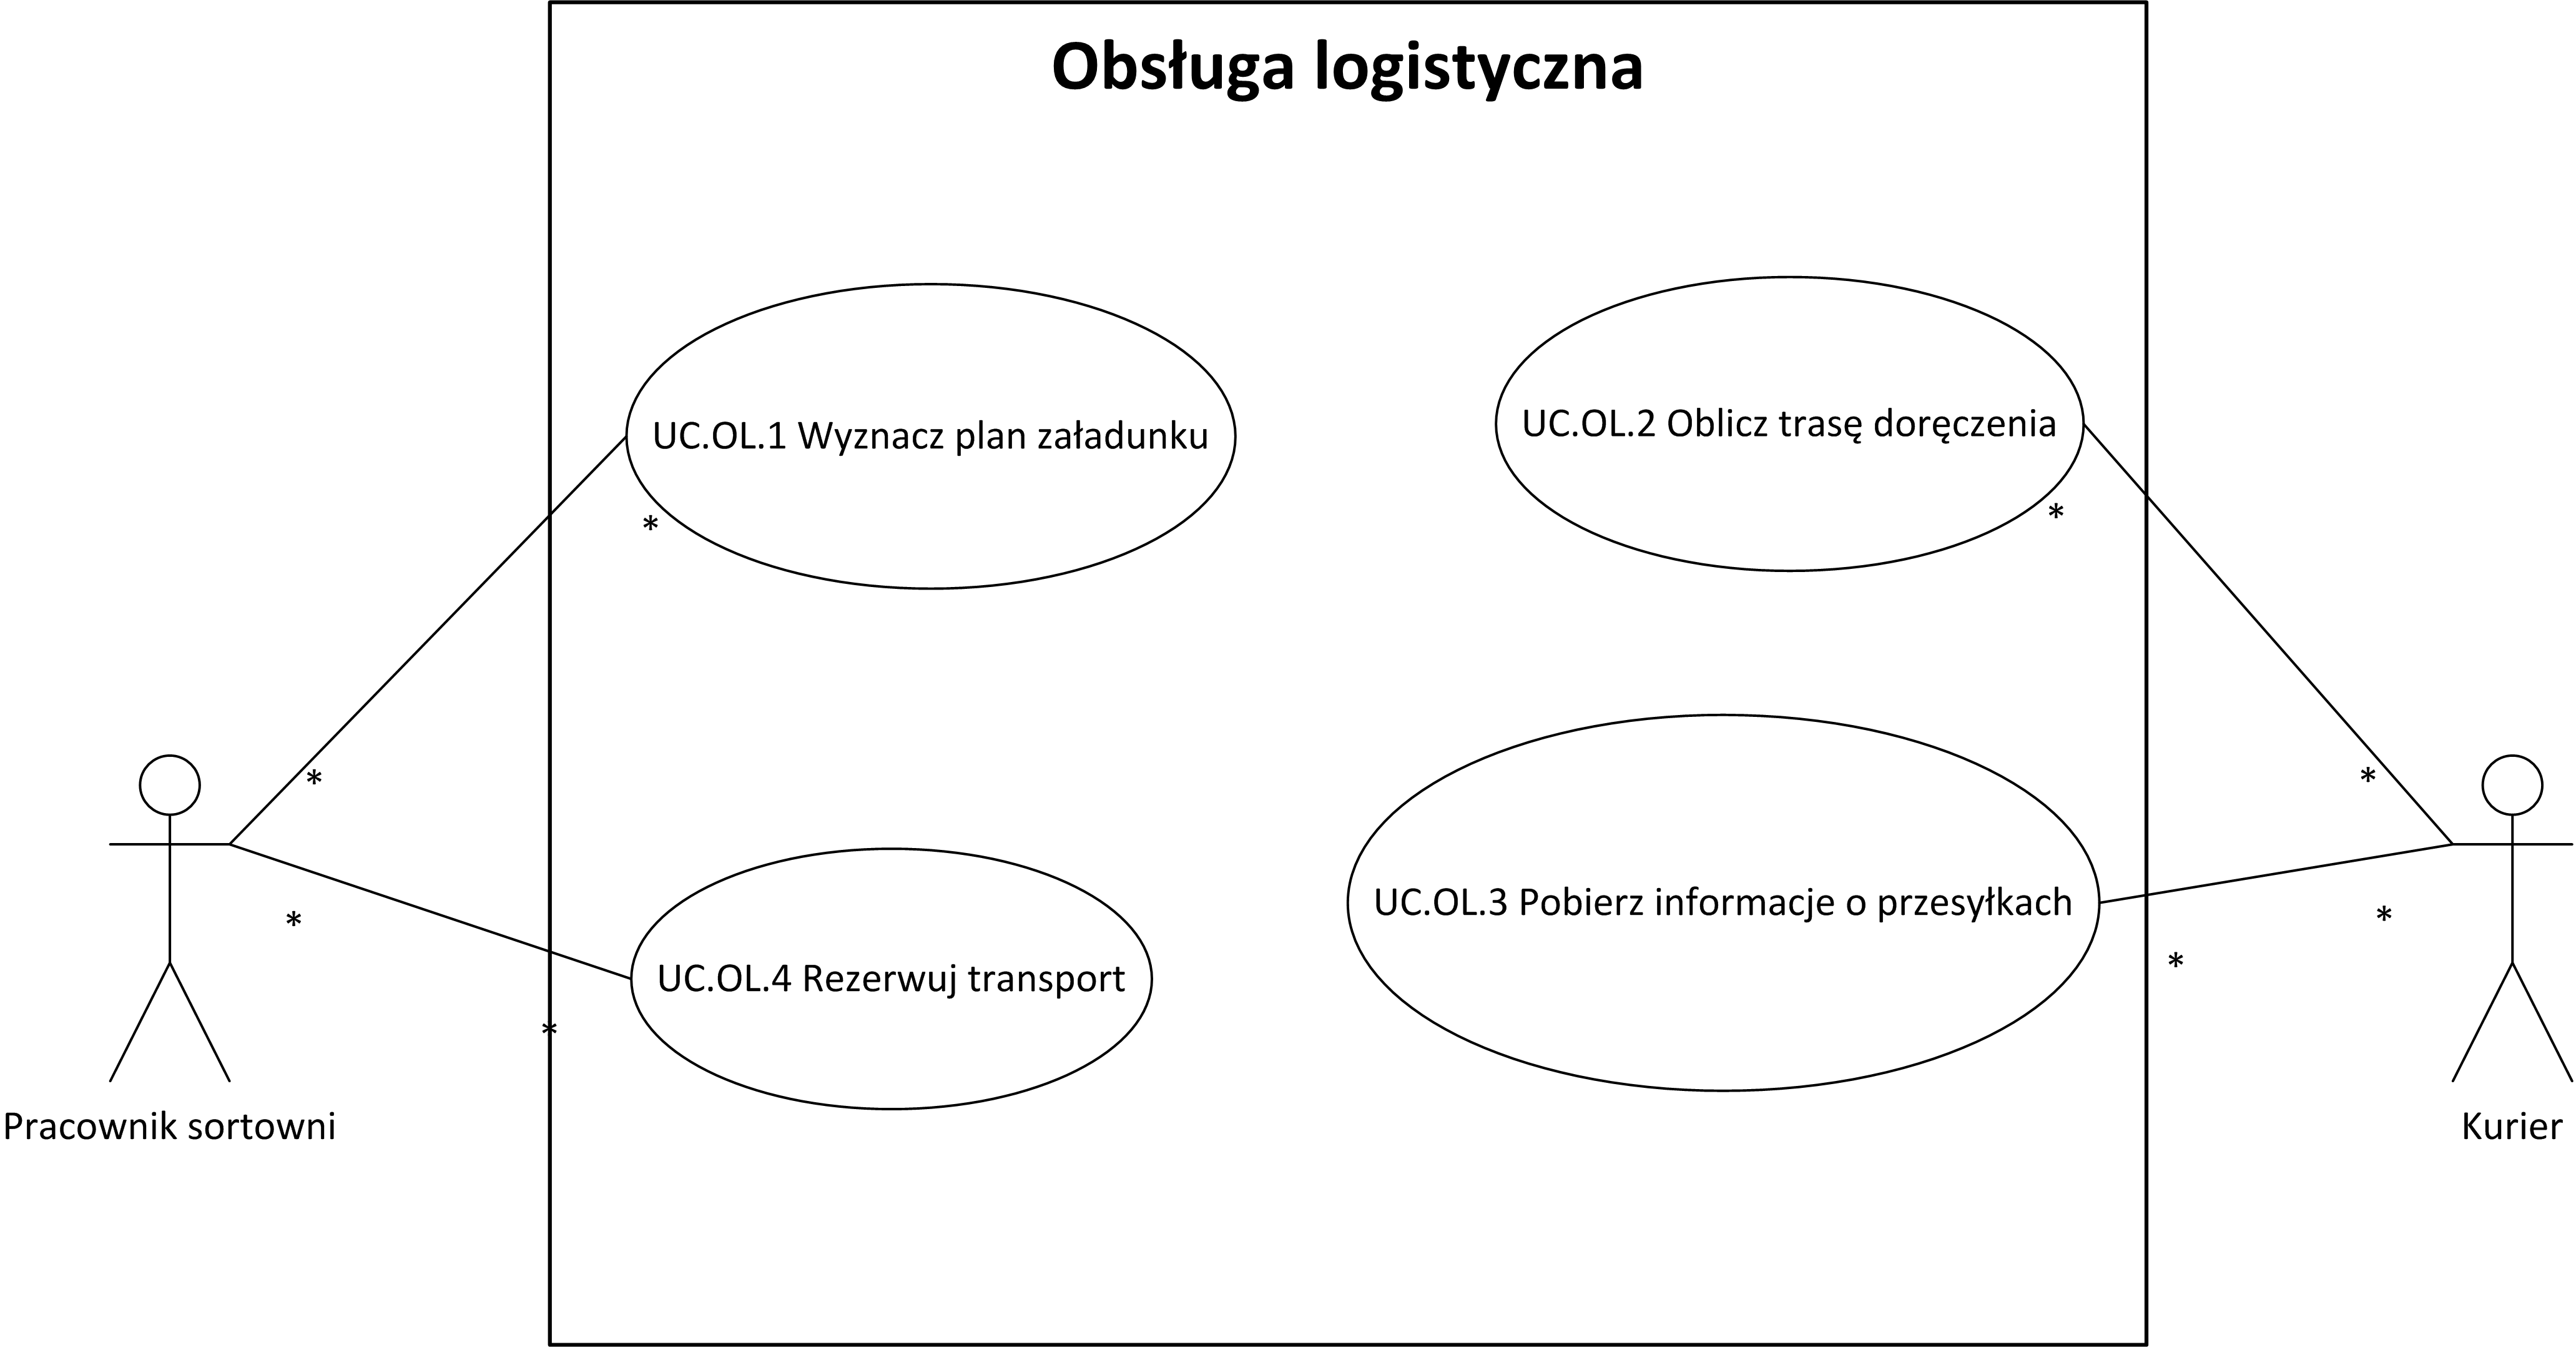 Obsługa logistyczna
UC.OL.1 Wyznacz plan załadunku
*
*
UC.OL.2 Oblicz trasę doręczenia
*
*
UC.OL.4 Rezerwuj transport
*
*
UC.OL.3 Pobierz informacje o przesyłkach
*
*
Pracownik sortowni
Kurier